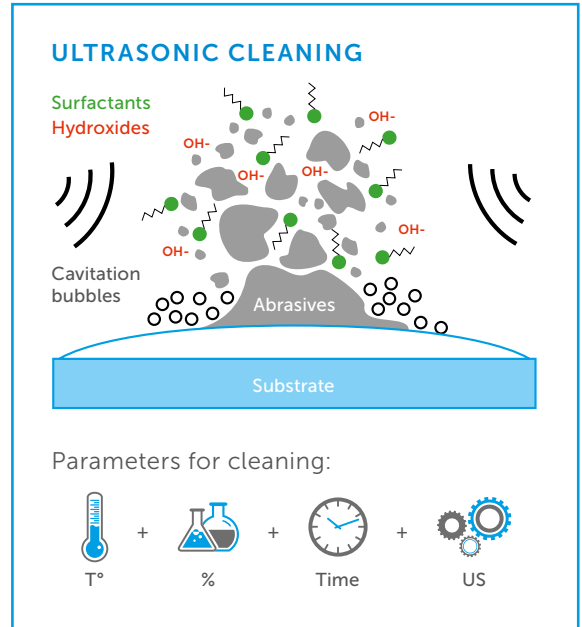 ULTRASONIC CLEANING
Surfactants
Hydroxides
OH-
OH-
OH-
OH-
OH-
OH-
Cavitation
bubbles
Abrasives
Substrate
Parameters for cleaning:
+
+
+
T°
%
Time
US